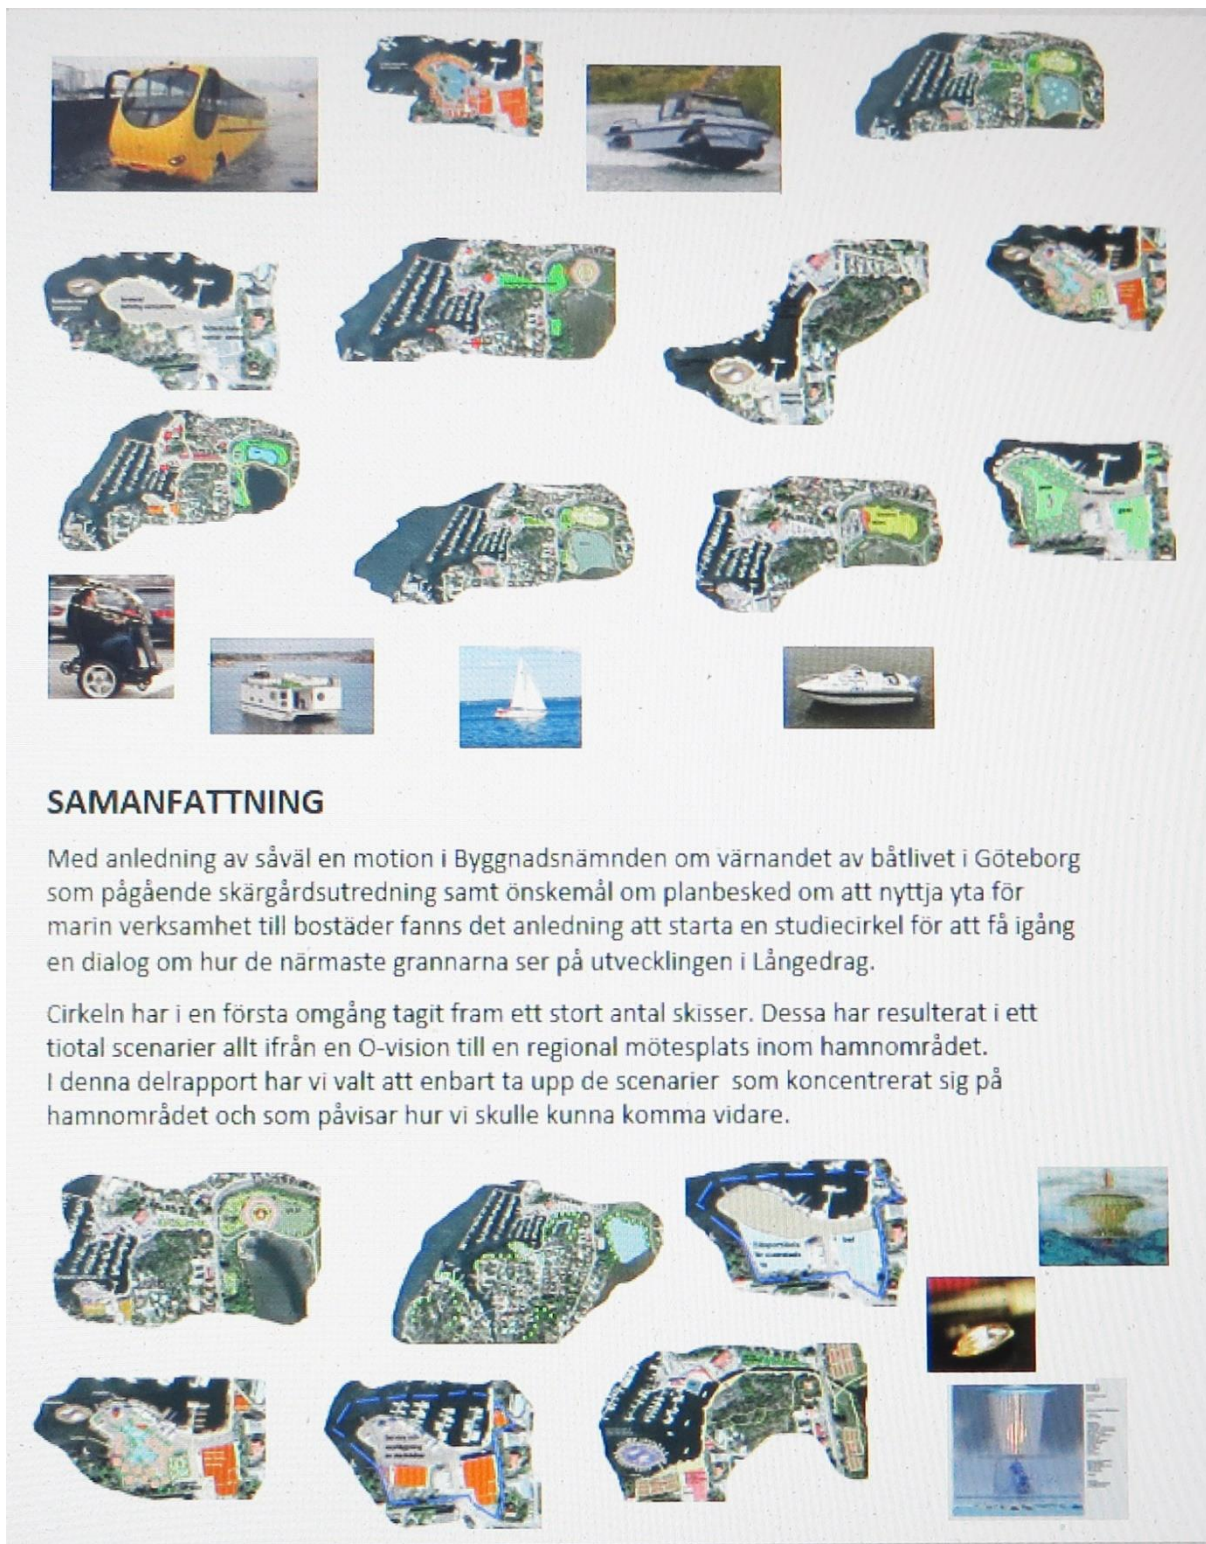 SAMANFATTNING
Med anledning av såväl en motion i Byggnadsnämnden om värnandet av båtlivet i Göteborg
som pågående skärgårdsutredning samt önskemål om planbesked om att nyttja yta för
marin verksamhet till bostäder fanns det anledning att starta en studiecirkel för att få igång
en dialog om hur de närmaste grannarna ser på utvecklingen i Långedrag.
Cirkeln har i en första omgång tagit fram ett stort antal skisser. Dessa har resulterat i ett
tiotal scenarier allt ifrån en O-vision till en regional mötesplats inom hamnområdet.
I denna delrapport har vi valt att enbart ta upp de scenarier som koncentrerat sig på
hamnområdet och som påvisar hur vi skulle kunna komma vidare.